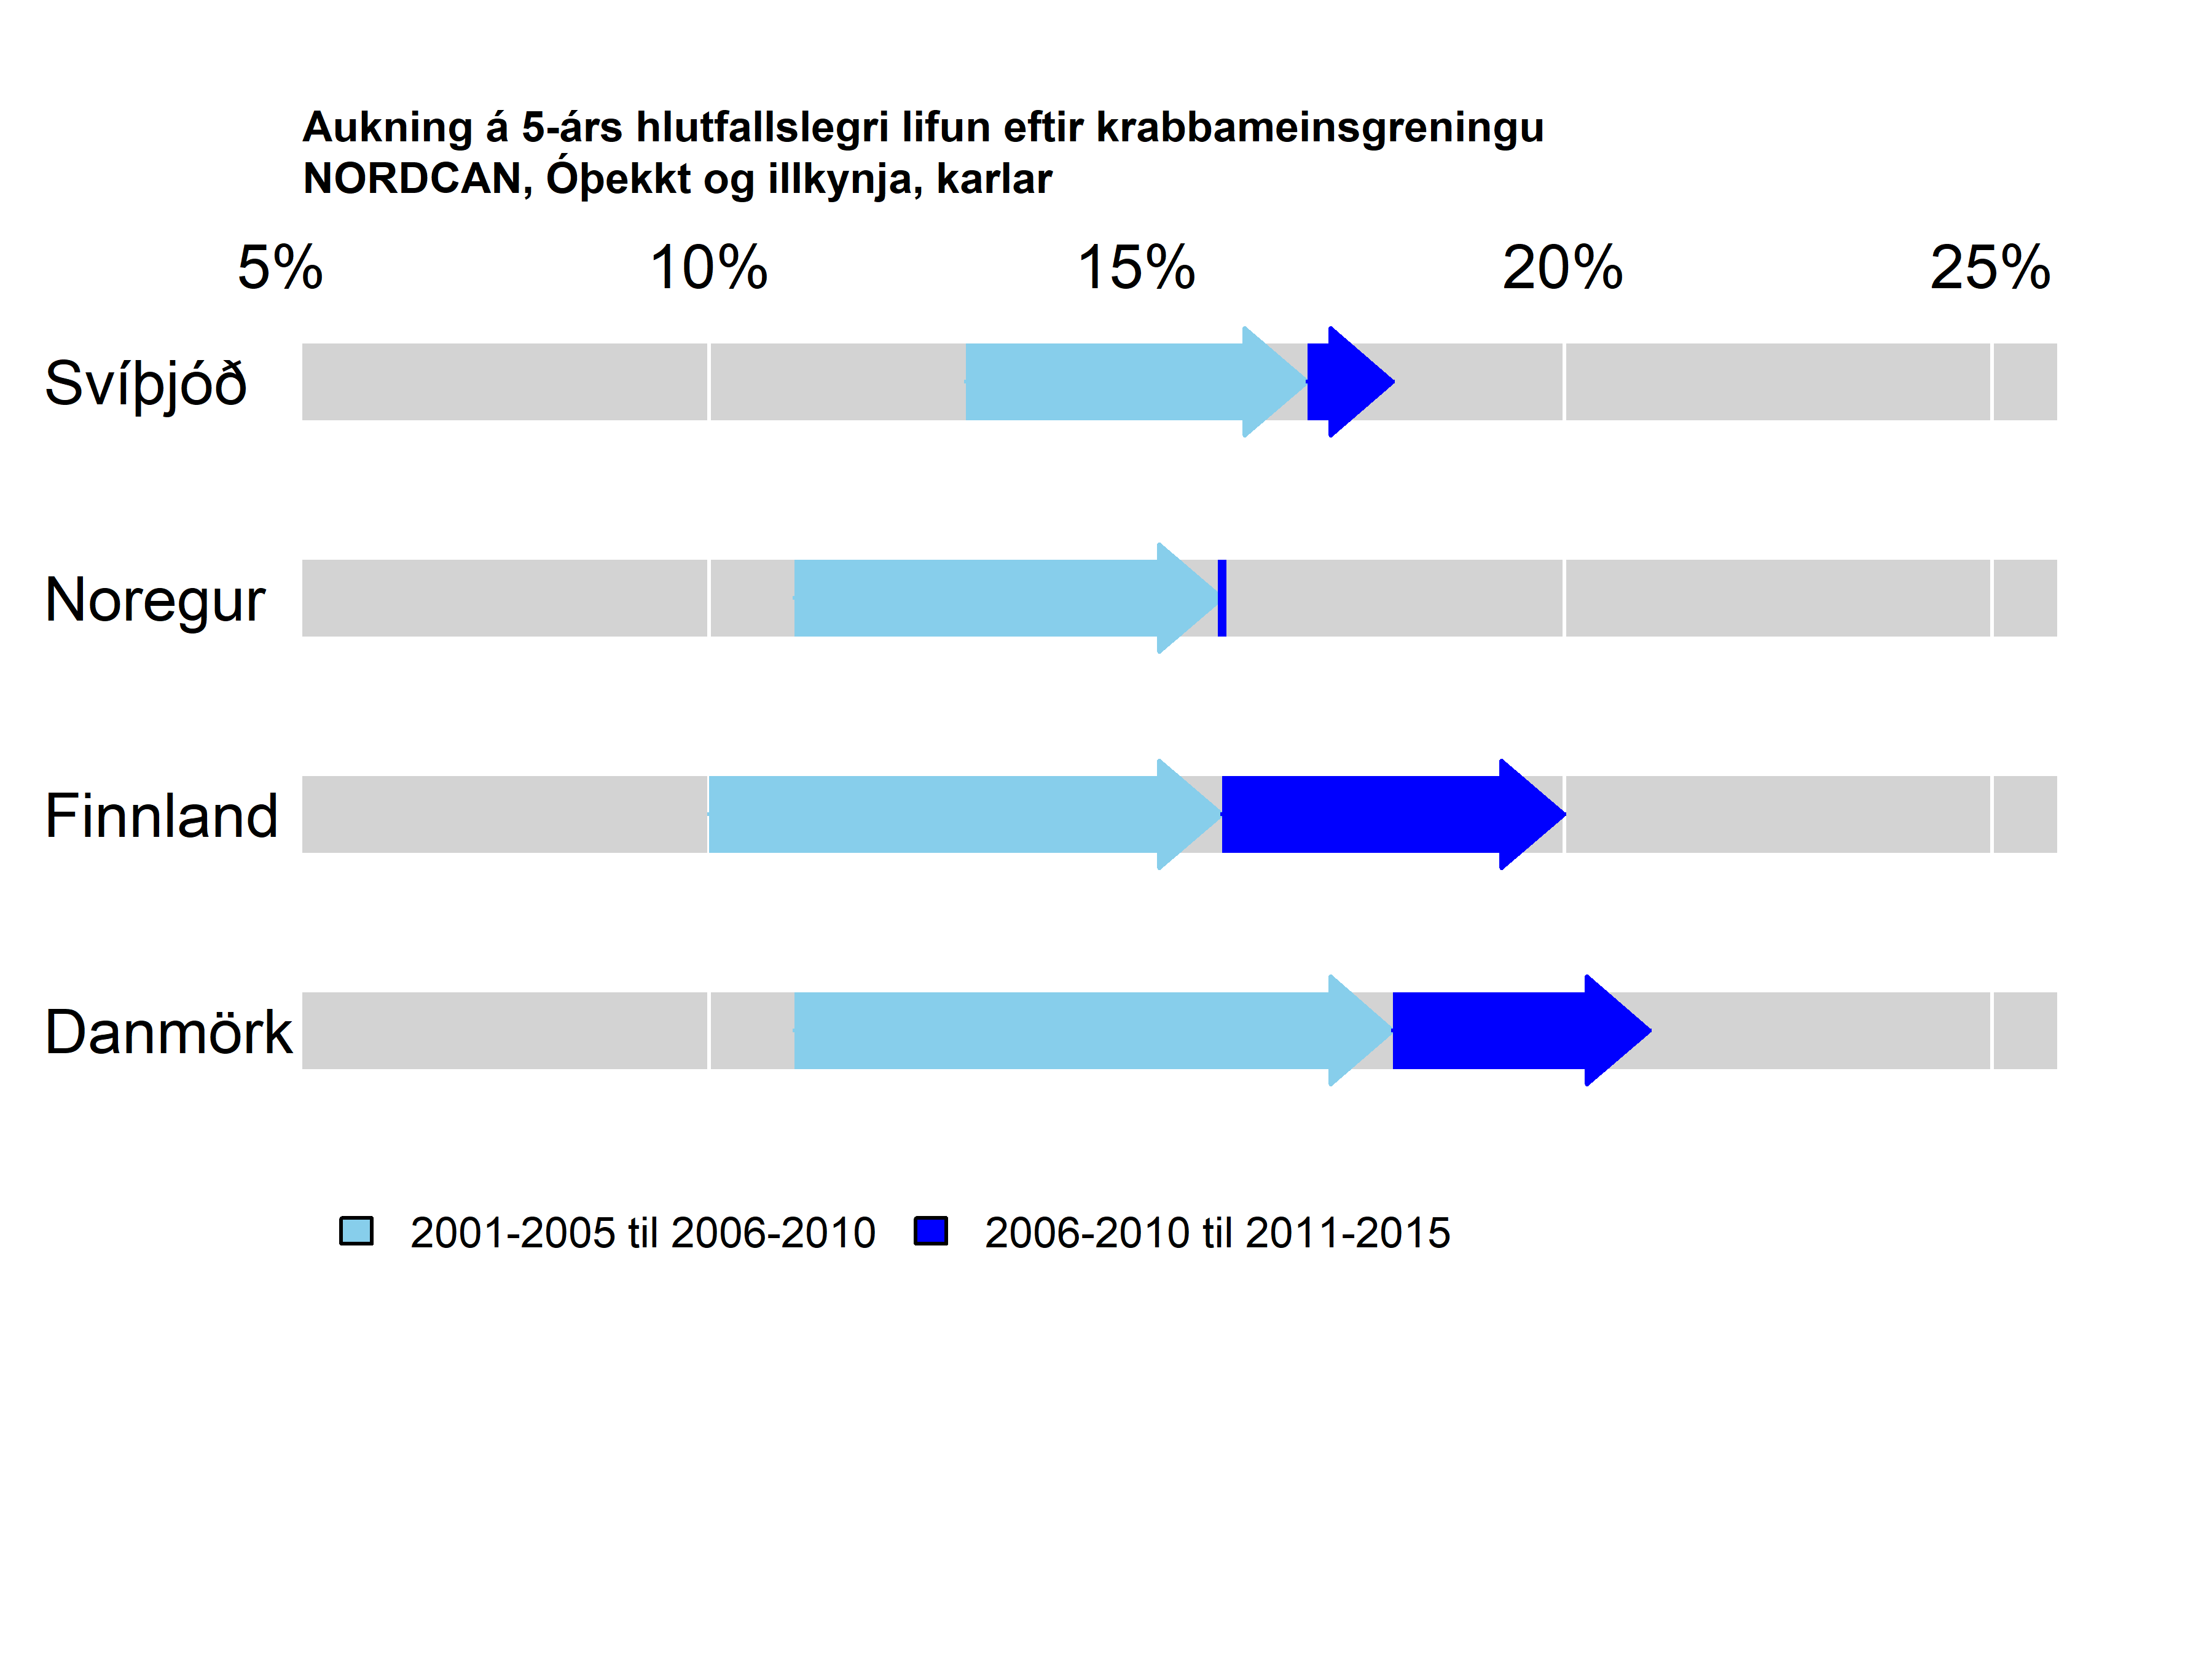 Aukning á 5-árs hlutfallslegri lifun eftir krabbameinsgreningu
NORDCAN, Óþekkt og illkynja, karlar
5% 10% 15% 20% 25%
Svíþjóð
Noregur
Finnland
Danmörk
2001-2005 til 2006-2010 2006-2010 til 2011-2015